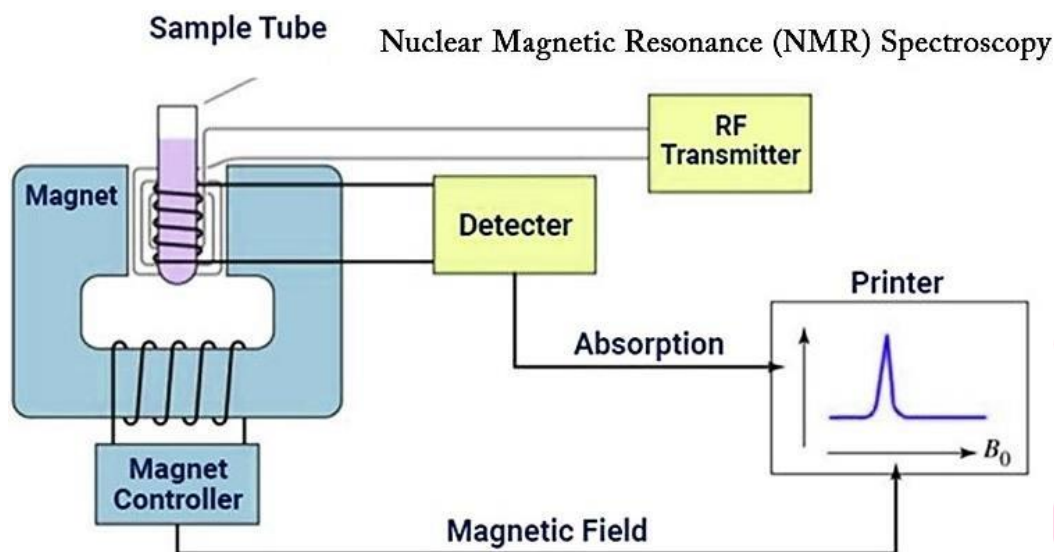 Sample Tube
Nuclear Magnetic Resonance (NMR) Spectroscopy
RF
Transmitter
Magnet
Detecter
Printer
Absorption
B₀
Magnet
Controller
Magnetic Field